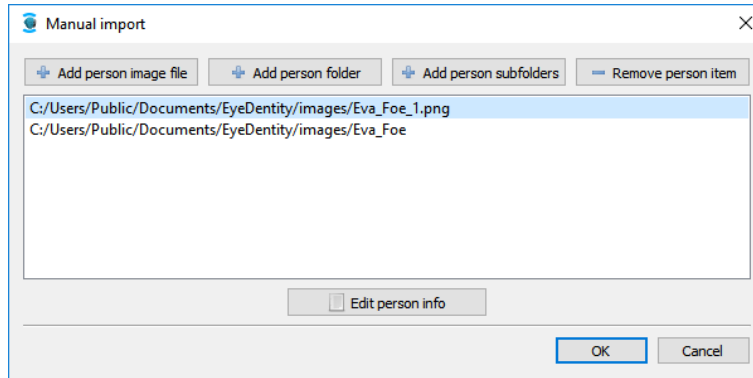 Manual import
Add person image file
Add person folder
Add person subfolders
Remove person item
C:/Users/Public/Documents/EyeDentity/images/Eva_Foe_1.png
C:/Users/Public/Documents/EyeDentity/images/Eva_Foe
Edit person info
OK
Cancel